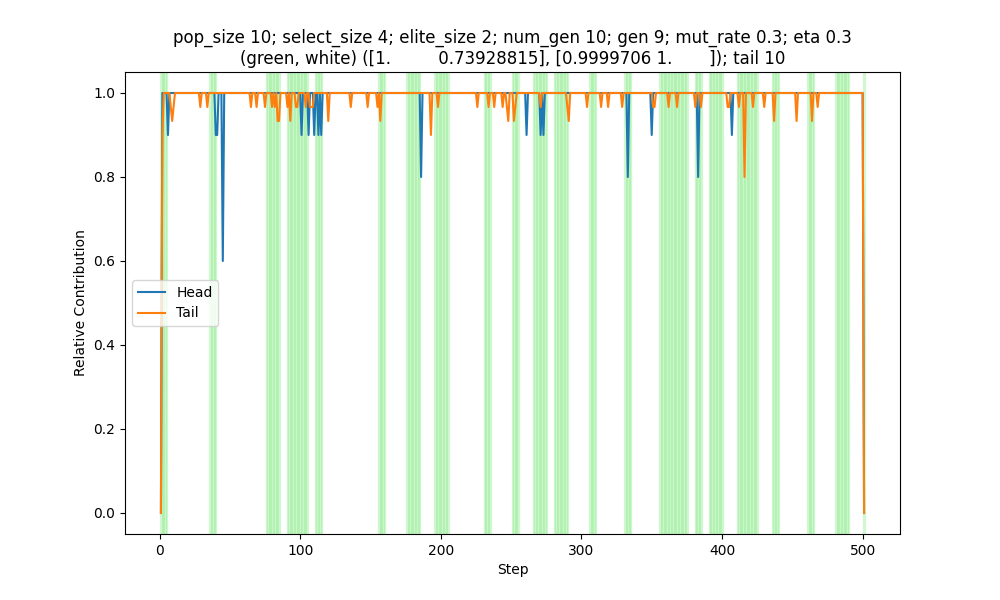 pop_size 10; select_size 4; elite_size 2; num_gen 10; gen 9; mut_rate 0.3; eta 0.3
(green, white) ([1.         0.73928815], [0.9999706 1.        ]); tail 10
1.0
0.8
0.6
0.4
0.2
0.0
Relative Contribution
Head
Tail
0
100
200
300
400
500
Step